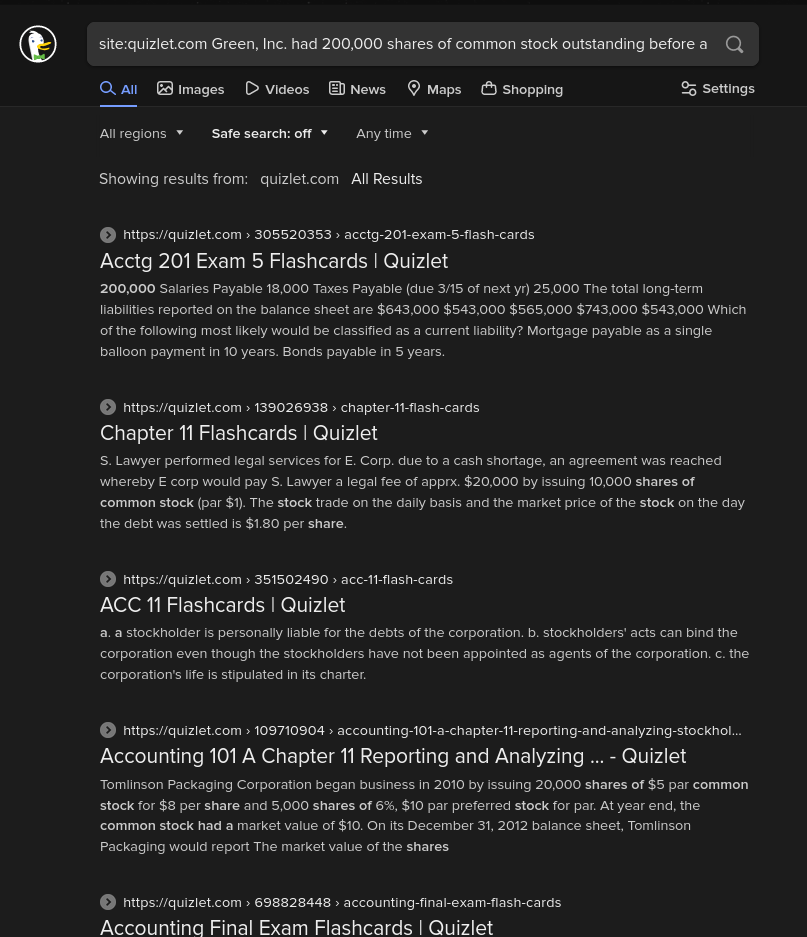 site:quizlet.com Green, Inc. had 200,000 shares of common stock outstanding before a
All Images Videos News Maps Shopping Settings
All regions Safe search: off Any time
Showing results from: quizlet.com All Results
https://quizlet.com › 305520353 › acctg-201-exam-5-flash-cards
Acctg 201 Exam 5 Flashcards | Quizlet
200,000 Salaries Payable 18,000 Taxes Payable (due 3/15 of next yr) 25,000 The total long-term
liabilities reported on the balance sheet are $643,000 $543,000 $565,000 $743,000 $543,000 Which
of the following most likely would be classified as a current liability? Mortgage payable as a single
balloon payment in 10 years. Bonds payable in 5 years.
https://quizlet.com › 139026938 › chapter-11-flash-cards
Chapter 11 Flashcards | Quizlet
S. Lawyer performed legal services for E. Corp. due to a cash shortage, an agreement was reached
whereby E corp would pay S. Lawyer a legal fee of apprx. $20,000 by issuing 10,000 shares of
common stock (par $1). The stock trade on the daily basis and the market price of the stock on the day
the debt was settled is $1.80 per share.
https://quizlet.com › 351502490 › acc-11-flash-cards
ACC 11 Flashcards | Quizlet
a. a stockholder is personally liable for the debts of the corporation. b. stockholders' acts can bind the
corporation even though the stockholders have not been appointed as agents of the corporation. c. the
corporation's life is stipulated in its charter.
https://quizlet.com › 109710904 › accounting-101-a-chapter-11-reporting-and-analyzing-stockhol...
Accounting 101 A Chapter 11 Reporting and Analyzing ... - Quizlet
Tomlinson Packaging Corporation began business in 2010 by issuing 20,000 shares of $5 par common
stock for $8 per share and 5,000 shares of 6%, $10 par preferred stock for par. At year end, the
common stock had a market value of $10. On its December 31, 2012 balance sheet, Tomlinson
Packaging would report The market value of the shares
https://quizlet.com › 698828448 › accounting-final-exam-flash-cards
Accounting Final Exam Flashcards | Quizlet